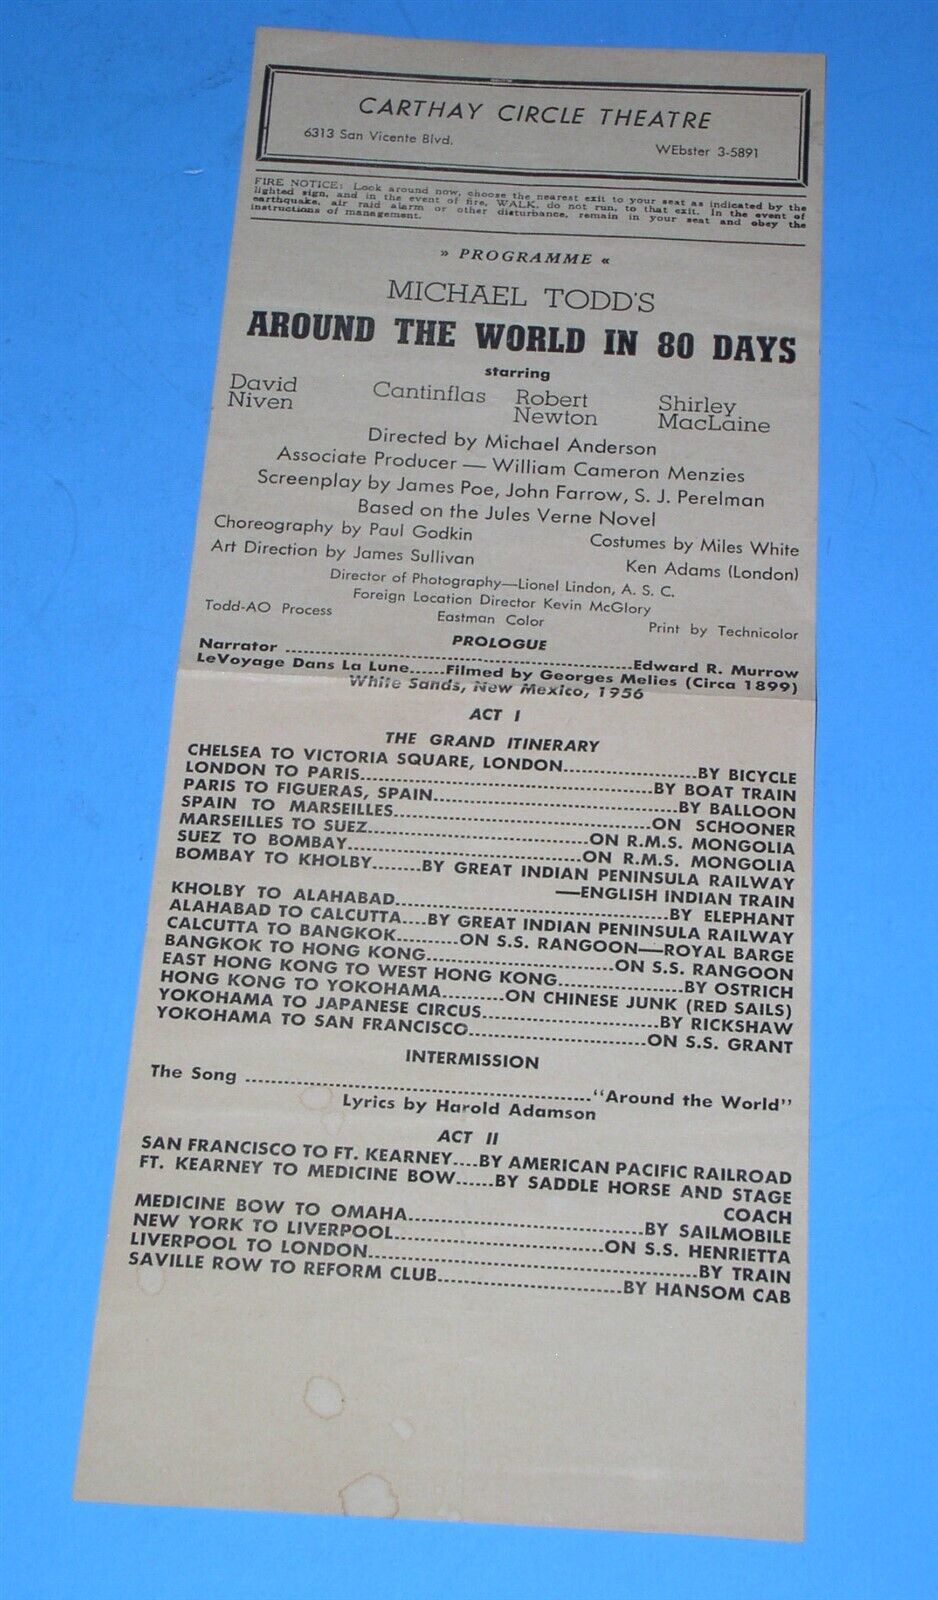 CARTHAY CIRCLE THEATRE
6313 San Vicente Blvd. WEbster 3-5891
FIRE NOTICE: Look around now, choose the nearest exit to your seat as indicated by the
lighted sign, and in the event of fire, WALK, do not run, to that exit. In the event of
earthquake, air raid alarm or other disturbance, remain in your seat and obey the
instructions of management.
» PROGRAMME «
MICHAEL TODD'S
AROUND THE WORLD IN 80 DAYS
starring
David Niven Cantinflas Robert Newton Shirley MacLaine
Directed by Michael Anderson
Associate Producer — William Cameron Menzies
Screenplay by James Poe, John Farrow, S. J. Perelman
Based on the Jules Verne Novel
Choreography by Paul Godkin Costumes by Miles White
Art Direction by James Sullivan Ken Adams (London)
Director of Photography—Lionel Lindon, A. S. C.
Foreign Location Director Kevin McGlory
Todd-AO Process Eastman Color Print by Technicolor
PROLOGUE
Narrator ........ Edward R. Murrow
LeVoyage Dans La Lune......Filmed by Georges Melies (Circa 1899)
White Sands, New Mexico, 1956
ACT I
THE GRAND ITINERARY
CHELSEA TO VICTORIA SQUARE, LONDON........BY BICYCLE
LONDON TO PARIS........BY BOAT TRAIN
PARIS TO FIGUERAS, SPAIN........BY BALLOON
SPAIN TO MARSEILLES........ON SCHOONER
MARSEILLES TO SUEZ........ON R.M.S. MONGOLIA
SUEZ TO BOMBAY........ON R.M.S. MONGOLIA
BOMBAY TO KHOLBY.......BY GREAT INDIAN PENINSULA RAILWAY
—ENGLISH INDIAN TRAIN
KHOLBY TO ALAHABAD........BY ELEPHANT
ALAHABAD TO CALCUTTA....BY GREAT INDIAN PENINSULA RAILWAY
CALCUTTA TO BANGKOK.........ON S.S. RANGOON—ROYAL BARGE
BANGKOK TO HONG KONG........ON S.S. RANGOON
EAST HONG KONG TO WEST HONG KONG........BY OSTRICH
HONG KONG TO YOKOHAMA.........ON CHINESE JUNK (RED SAILS)
YOKOHAMA TO JAPANESE CIRCUS........BY RICKSHAW
YOKOHAMA TO SAN FRANCISCO........ON S.S. GRANT
INTERMISSION
The Song ........ "Around the World"
Lyrics by Harold Adamson
ACT II
SAN FRANCISCO TO FT. KEARNEY....BY AMERICAN PACIFIC RAILROAD
FT. KEARNEY TO MEDICINE BOW......BY SADDLE HORSE AND STAGE
COACH
MEDICINE BOW TO OMAHA........BY SAILMOBILE
NEW YORK TO LIVERPOOL........ON S.S. HENRIETTA
LIVERPOOL TO LONDON........BY TRAIN
SAVILLE ROW TO REFORM CLUB........BY HANSOM CAB